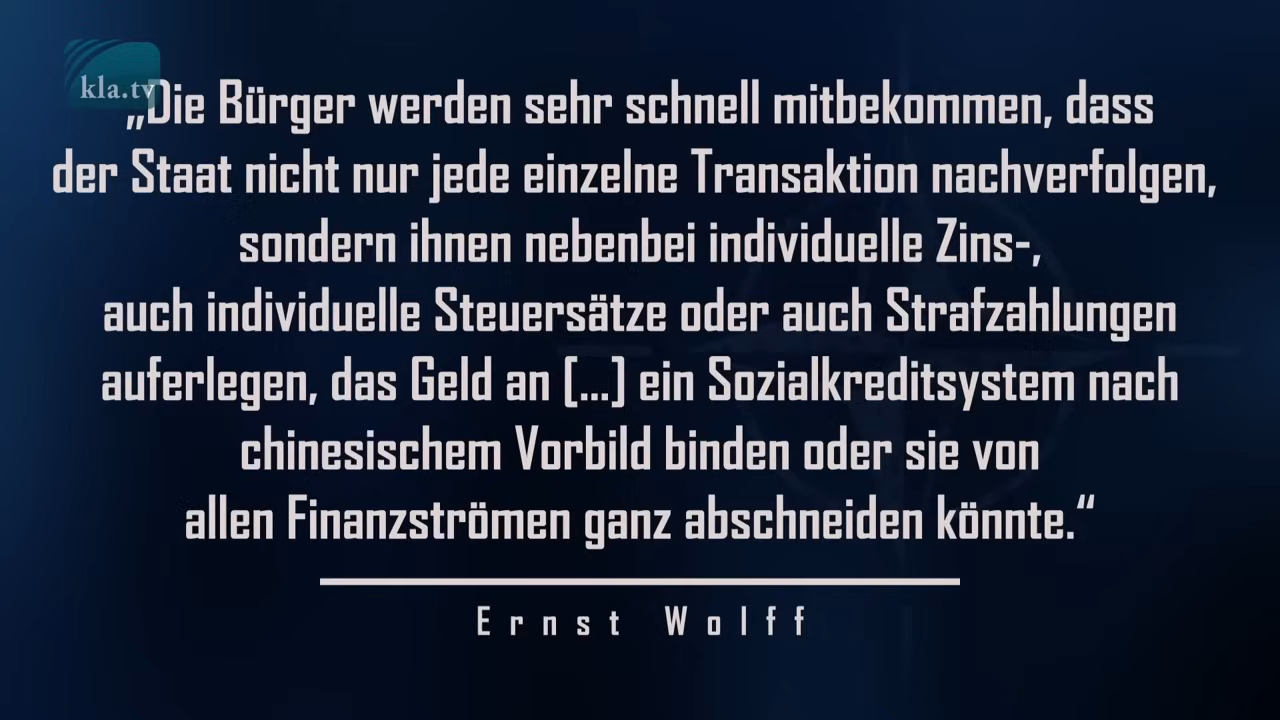 kla.tv
„Die Bürger werden sehr schnell mitbekommen, dass
der Staat nicht nur jede einzelne Transaktion nachverfolgen,
sondern ihnen nebenbei individuelle Zins-,
auch individuelle Steuersätze oder auch Strafzahlungen
auferlegen, das Geld an [...] ein Sozialkreditsystem nach
chinesischem Vorbild binden oder sie von
allen Finanzströmen ganz abschneiden könnte.“
Ernst Wolff